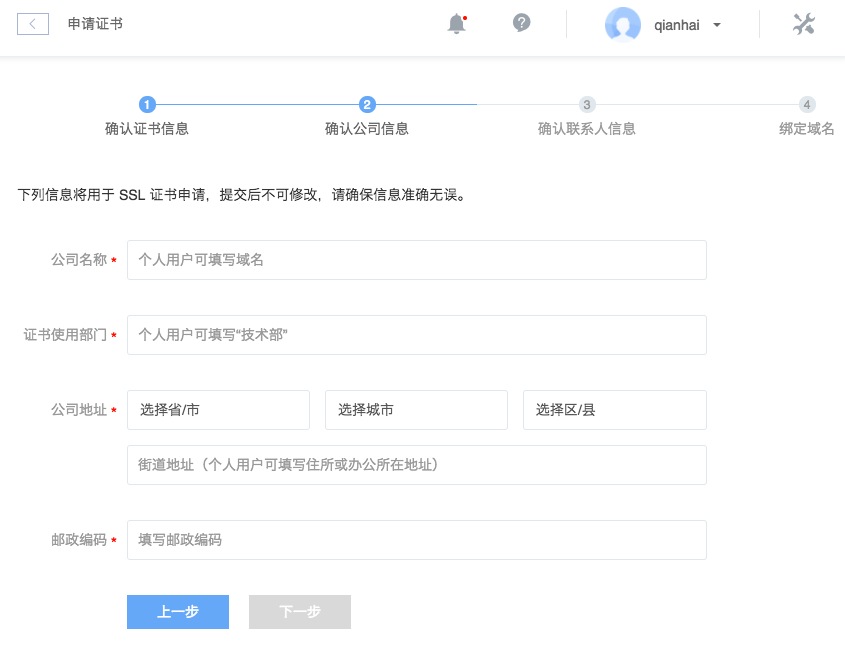 申请证书
qianhai
1
2
3
4
确认证书信息
确认公司信息
确认联系人信息
绑定域名
下列信息将用于 SSL 证书申请，提交后不可修改，请确保信息准确无误。
公司名称 *
个人用户可填写域名
证书使用部门 *
个人用户可填写“技术部”
公司地址 *
选择省/市
选择城市
选择区/县
街道地址（个人用户可填写住所或办公所在地址）
邮政编码 *
填写邮政编码
上一步
下一步